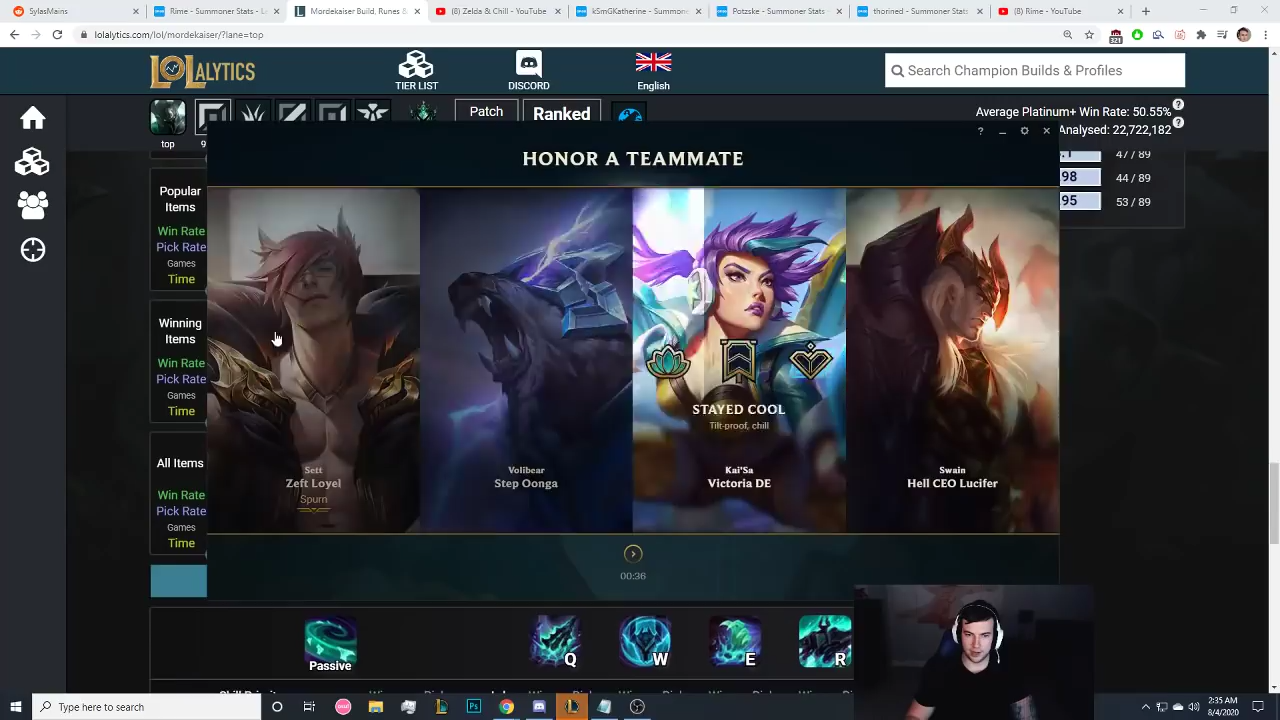 SylasMains
Rime - Summoner Stats - L
Mordekaiser Build, Runes &
(8) Zelda & Chill - YouTube
kSmGKatherine - Summone
Potzske - Summoner Stats
thorined - Summoner Stats
(8) Rime - YouTube
lolalytics.com/lol/mordekaiser/?lane=top
321
LOLALYTICS
TIER LIST
DISCORD
English
Search Champion Builds & Profiles
top
Patch
Ranked
Average Platinum+ Win Rate: 50.55%
Analysed: 22,722,182
47 / 89
98
44 / 89
95
53 / 89
HONOR A TEAMMATE
Popular
Items
Win Rate
Pick Rate
Games
Time
Winning
Items
Win Rate
Pick Rate
Games
Time
All Items
Win Rate
Pick Rate
Games
Time
STAYED COOL
Tilt-proof, chill
Sett
Zeft Loyel
Spurn
Volibear
Step Oonga
Kai'Sa
Victoria DE
Swain
Hell CEO Lucifer
00:36
Passive
Q
W
E
R
Type here to search
2:35 AM
8/4/2020